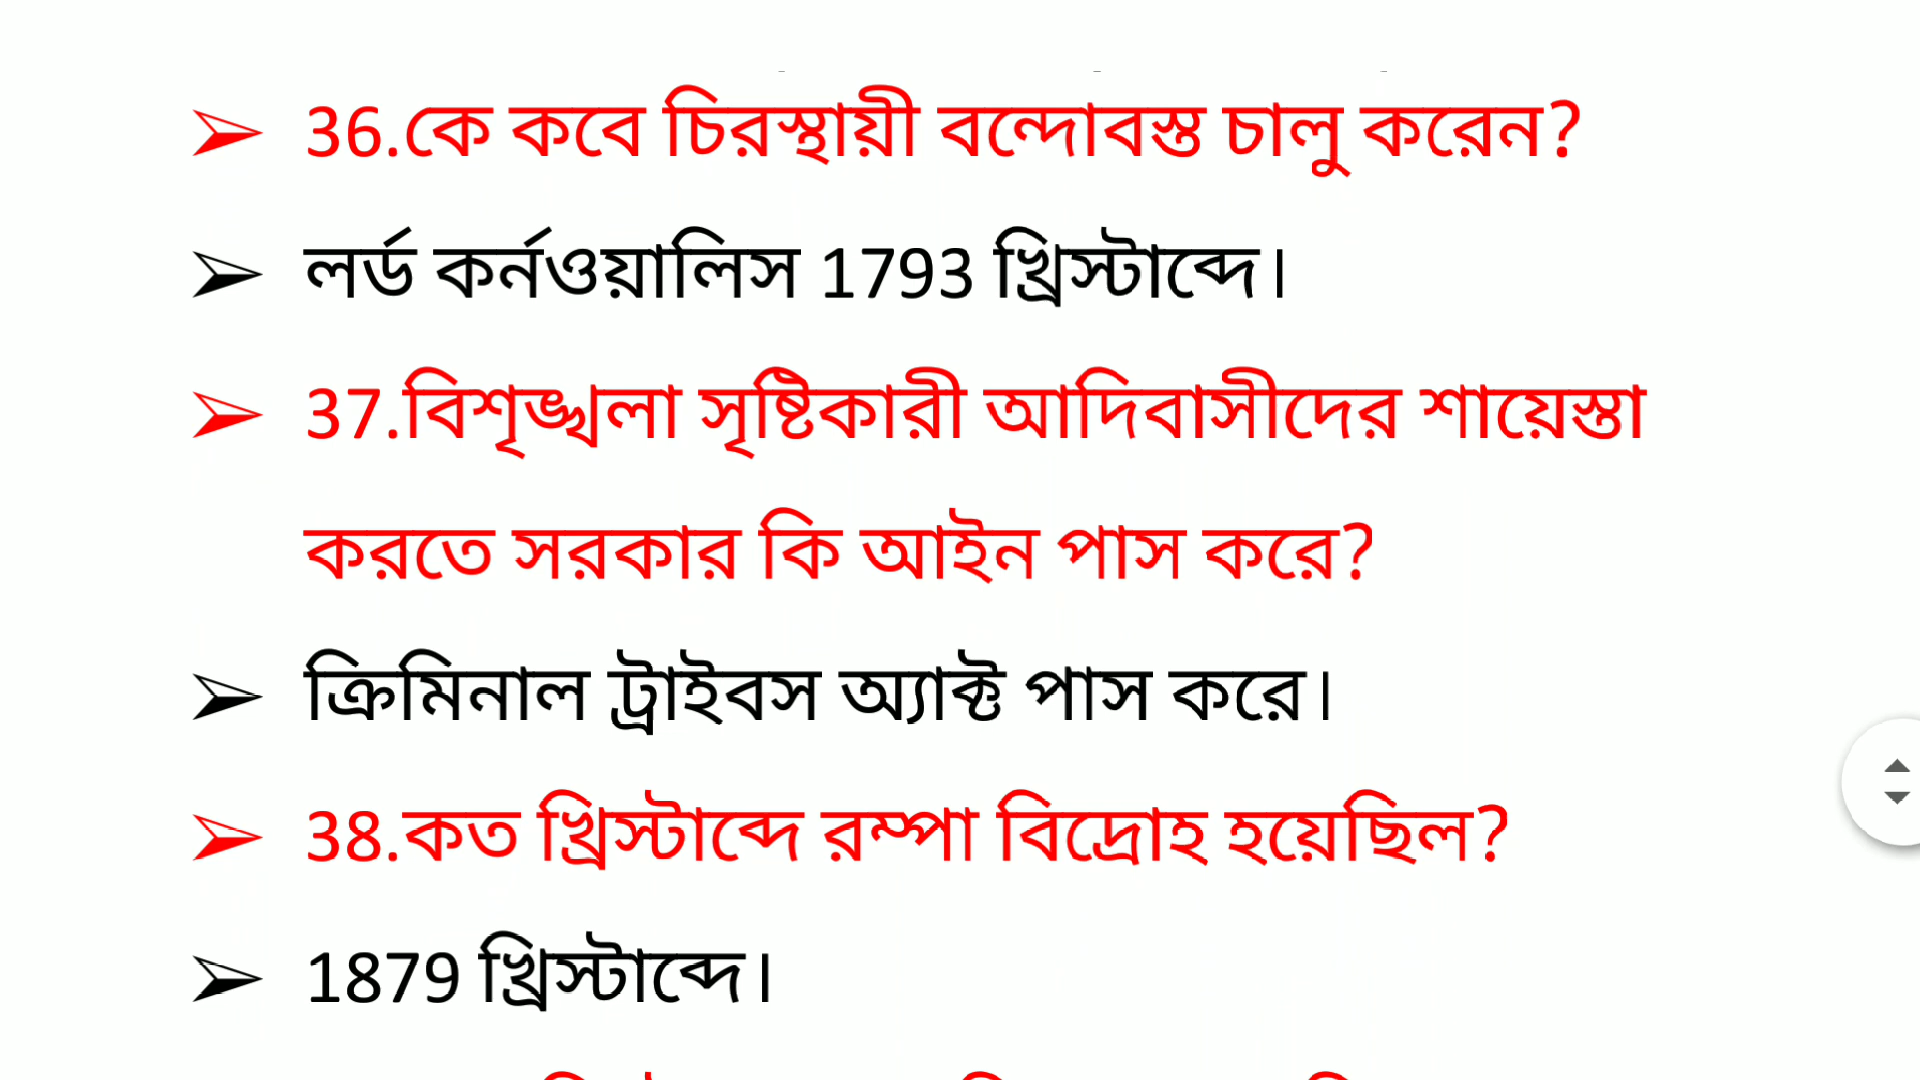 ➢ 36.কে কবে চিরস্থায়ী বন্দোবস্ত চালু করেন?
➢ লর্ড কর্নওয়ালিস 1793 খ্রিস্টাব্দে।
➢ 37.বিশৃঙ্খলা সৃষ্টিকারী আদিবাসীদের শায়েস্তা
করতে সরকার কি আইন পাস করে?
➢ ক্রিমিনাল ট্রাইবস অ্যাক্ট পাস করে।
➢ 38.কত খ্রিস্টাব্দে রম্পা বিদ্রোহ হয়েছিল?
➢ 1879 খ্রিস্টাব্দে।